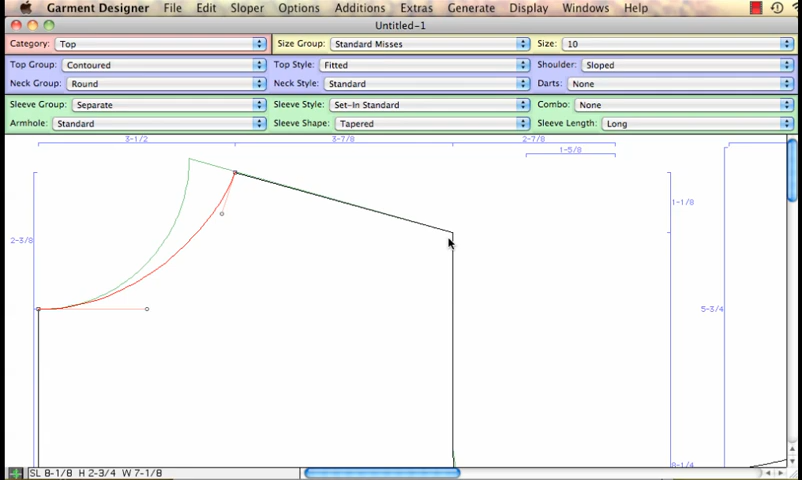 Garment Designer File Edit Sloper Options Additions Extras Generate Display Windows Help
Untitled-1
Category: Top Size Group: Standard Misses Size: 10
Top Group: Contoured Top Style: Fitted Shoulder: Sloped
Neck Group: Round Neck Style: Standard Darts: None
Sleeve Group: Separate Sleeve Style: Set-In Standard Combo: None
Armhole: Standard Sleeve Shape: Tapered Sleeve Length: Long
3-1/2 3-7/8 2-7/8
1-5/8
1-1/8
2-3/8
5-3/4
8-1/4
SL 8-1/8 H 2-3/4 W 7-1/8